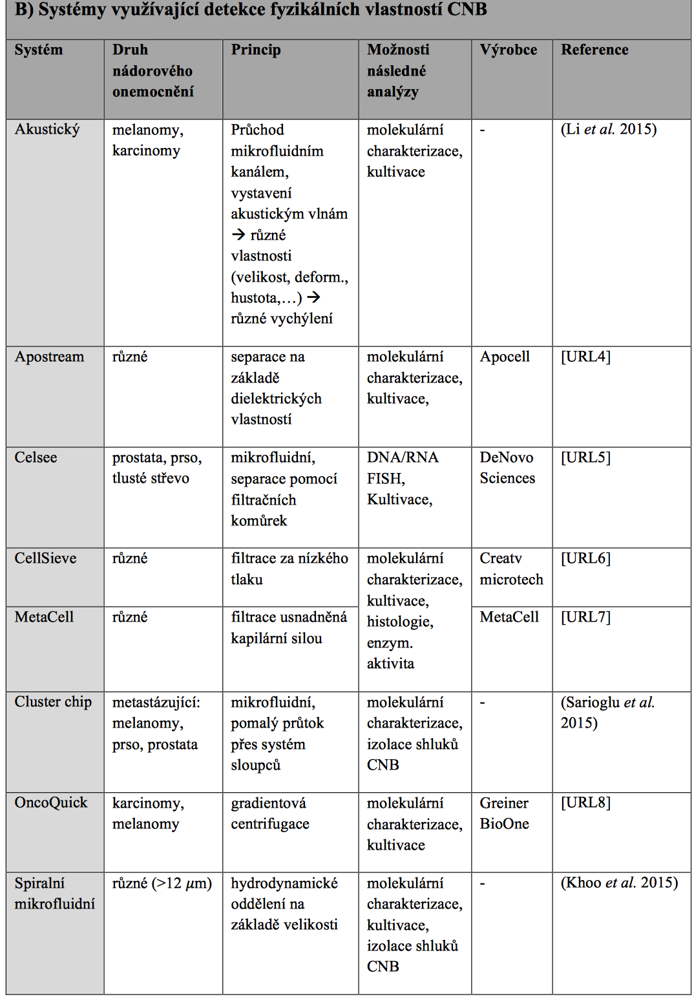 B) Systémy využívající detekce fyzikálních vlastností CNB
Systém
Druh
nádorového
onemocnění
Princip
Možnosti
následné
analýzy
Výrobce
Reference
Akustický
melanomy,
karcinomy
Průchod
mikrofluidním
kanálem,
vystavení
akustickým vlnám
→ různé
vlastnosti
(velikost, deform.,
hustota,…) →
různé vychýlení
molekulární
charakterizace,
kultivace
-
(Li et al. 2015)
Apostream
různé
separace na
základě
dielektrických
vlastností
molekulární
charakterizace,
kultivace,
Apocell
[URL4]
Celsee
prostata, prso,
tlusté střevo
mikrofluidní,
separace pomocí
filtračních
komůrek
DNA/RNA
FISH,
Kultivace,
DeNovo
Sciences
[URL5]
CellSieve
různé
filtrace za nízkého
tlaku
molekulární
charakterizace,
kultivace,
histologie,
enzym.
aktivita
Creatv
microtech
[URL6]
MetaCell
různé
filtrace usnadněná
kapilární silou
MetaCell
[URL7]
Cluster chip
metastázující:
melanomy,
prso, prostata
mikrofluidní,
pomalý průtok
přes systém
sloupců
molekulární
charakterizace,
izolace shluků
CNB
-
(Sarioglu et al.
2015)
OncoQuick
karcinomy,
melanomy
gradientová
centrifugace
molekulární
charakterizace,
kultivace
Greiner
BioOne
[URL8]
Spiralní
mikrofluidní
různé (>12 µm)
hydrodynamické
oddělení na
základě velikosti
molekulární
charakterizace,
kultivace,
izolace shluků
CNB
-
(Khoo et al. 2015)